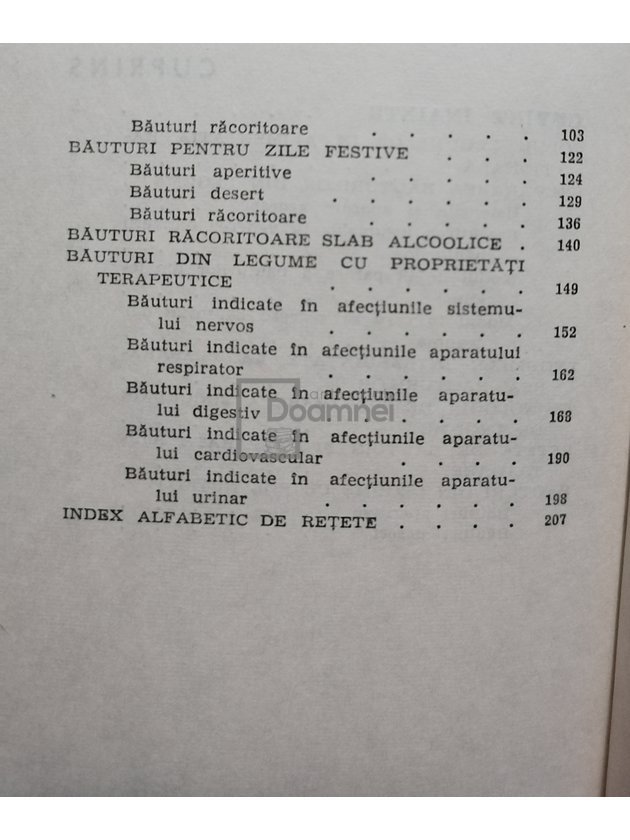 Băuturi răcoritoare . . . . . 103
BĂUTURI PENTRU ZILE FESTIVE . . . 122
Băuturi aperitive . . . . . 124
Băuturi desert . . . . . . 129
Băuturi răcoritoare . . . . . 136
BĂUTURI RĂCORITOARE SLAB ALCOOLICE . 140
BĂUTURI DIN LEGUME CU PROPRIETĂȚI
TERAPEUTICE . . . . . . 149
Băuturi indicate în afecțiunile sistemu-
lui nervos . . . . . . 152
Băuturi indicate în afecțiunile aparatului
respirator . . . . . . 162
Băuturi indicate în afecțiunile aparatu-
lui digestiv . . . . . . 168
Băuturi indicate în afecțiunile aparatu-
lui cardiovascular . . . . 190
Băuturi indicate în afecțiunile aparatu-
lui urinar . . . . . . 198
INDEX ALFABETIC DE REȚETE . . . . 207
Doamnei
CUPRINS